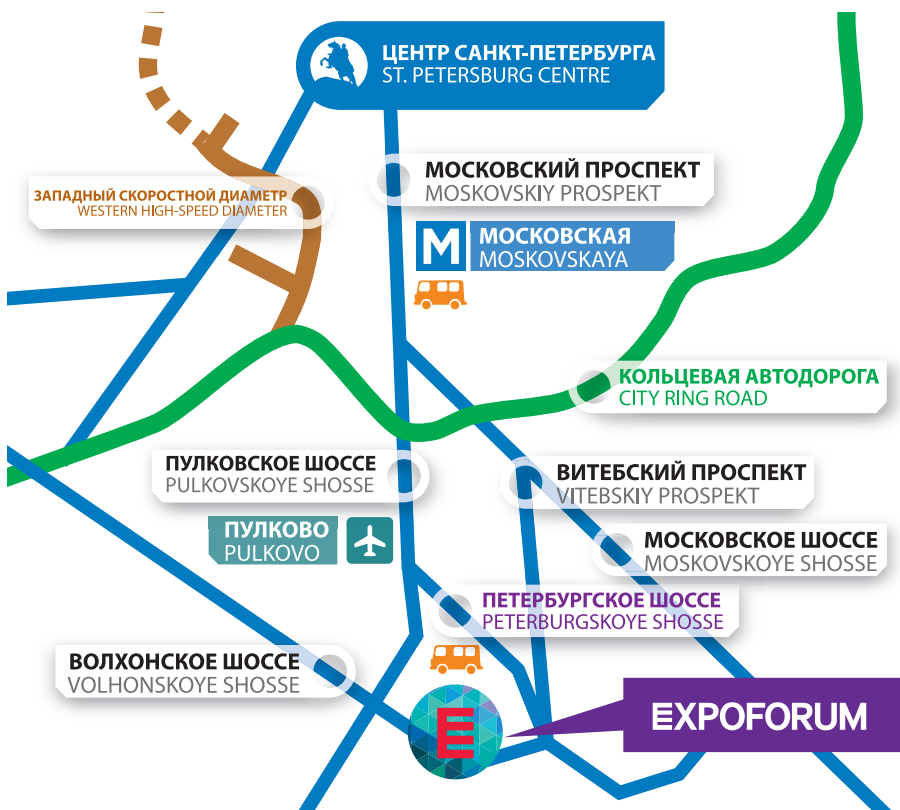 ЦЕНТР САНКТ-ПЕТЕРБУРГА
ST. PETERSBURG CENTRE
МОСКОВСКИЙ ПРОСПЕКТ
MOSKOVSKIY PROSPEKT
ЗАПАДНЫЙ СКОРОСТНОЙ ДИАМЕТР
WESTERN HIGH-SPEED DIAMETER
М МОСКОВСКАЯ
MOSKOVSKAYA
КОЛЬЦЕВАЯ АВТОДОРОГА
CITY RING ROAD
ПУЛКОВСКОЕ ШОССЕ
PULKOVSKOYE SHOSSE
ВИТЕБСКИЙ ПРОСПЕКТ
VITEBSKIY PROSPEKT
ПУЛКОВО
PULKOVO
МОСКОВСКОЕ ШОССЕ
MOSKOVSKOYE SHOSSE
ПЕТЕРБУРГСКОЕ ШОССЕ
PETERBURGSKOYE SHOSSE
ВОЛХОНСКОЕ ШОССЕ
VOLHONSKOYE SHOSSE
E
EXPOFORUM